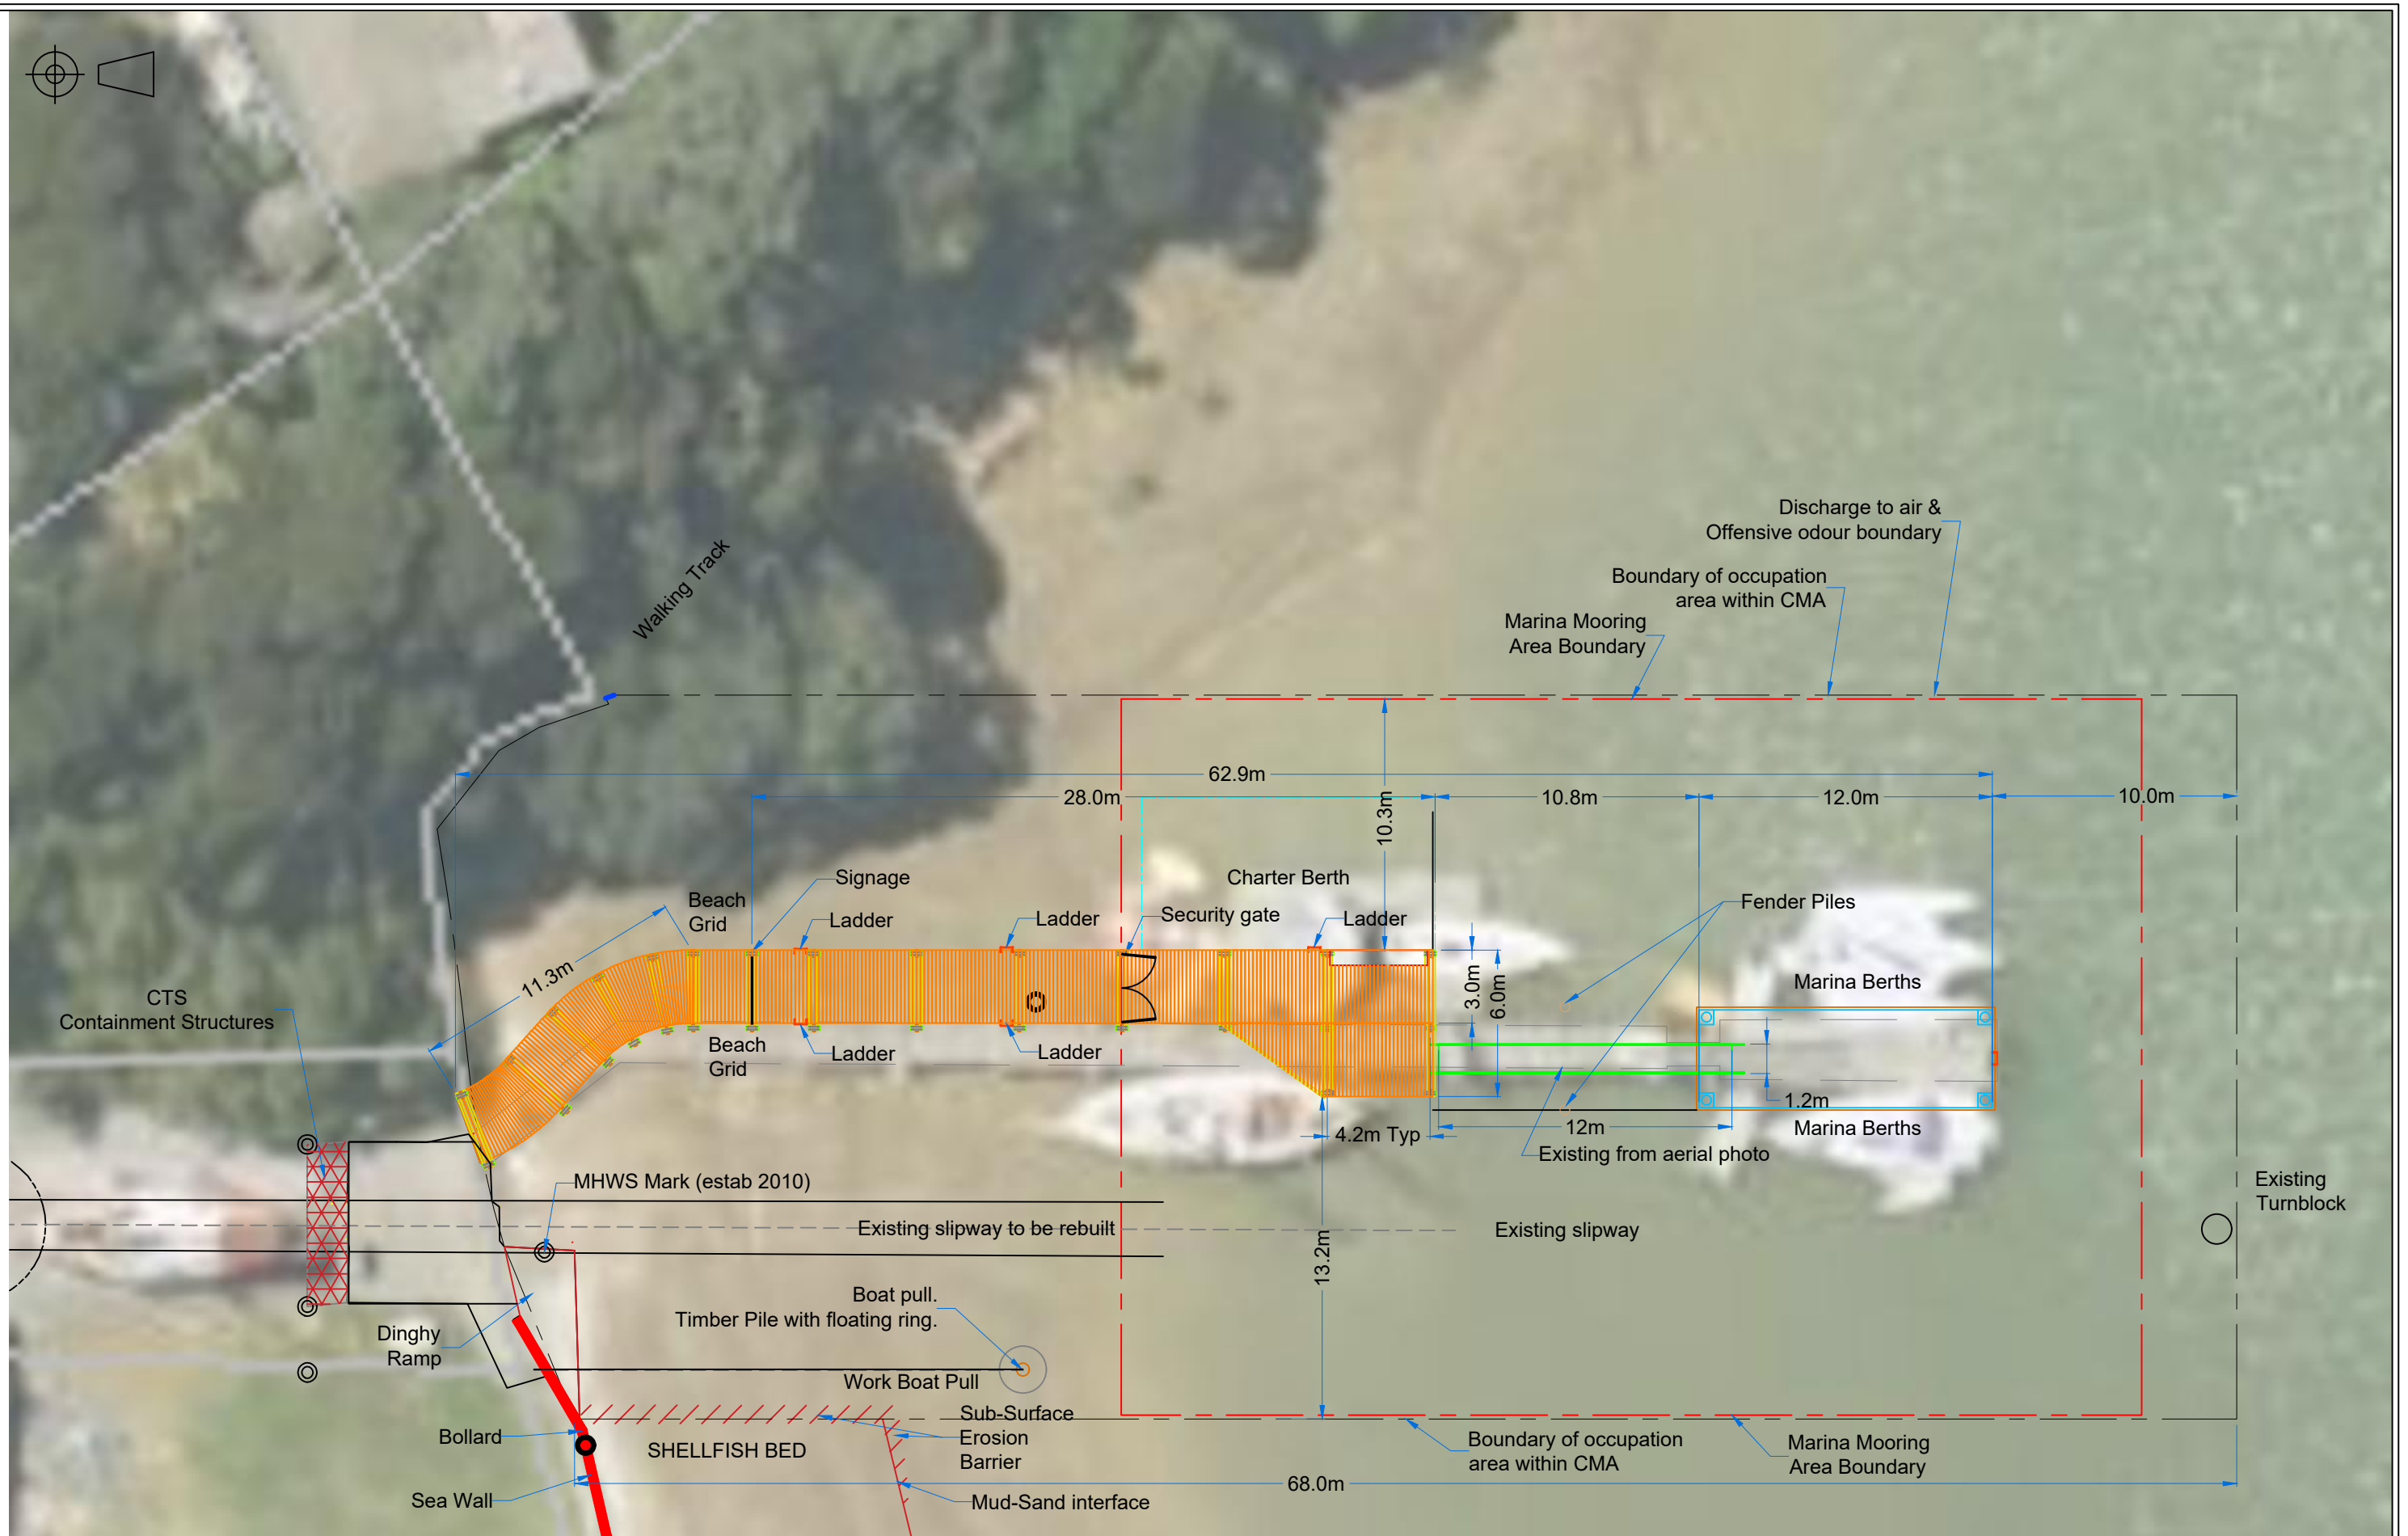 Discharge to air &
Offensive odour boundary
Boundary of occupation
area within CMA
Marina Mooring
Area Boundary
Walking Track
62.9m
28.0m
10.8m
12.0m
10.0m
10.3m
Signage
Charter Berth
Beach
Grid
Ladder
Ladder
Security gate
Ladder
Fender Piles
11.3m
3.0m
6.0m
Marina Berths
CTS
Containment Structures
Beach
Grid
Ladder
Ladder
1.2m
12m
Marina Berths
4.2m Typ
Existing from aerial photo
MHWS Mark (estab 2010)
Existing
Turnblock
Existing slipway to be rebuilt
Existing slipway
13.2m
Boat pull.
Timber Pile with floating ring.
Dinghy
Ramp
Work Boat Pull
Sub-Surface
Erosion
Barrier
Bollard
SHELLFISH BED
Boundary of occupation
area within CMA
Marina Mooring
Area Boundary
68.0m
Sea Wall
Mud-Sand interface